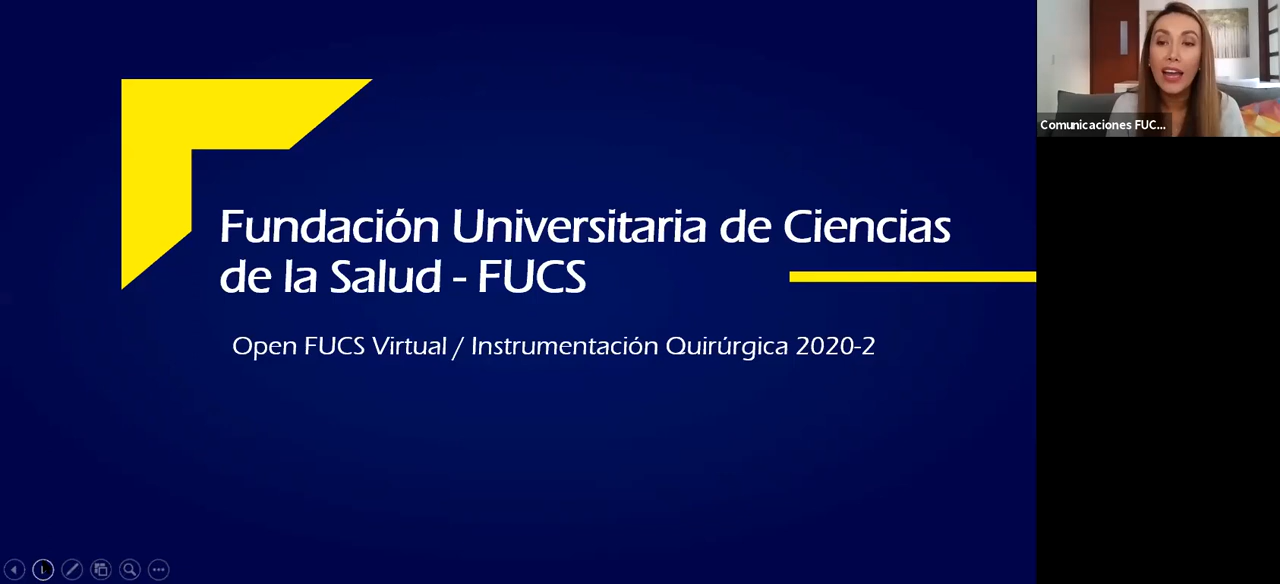 Fundación Universitaria de Ciencias
de la Salud - FUCS
Open FUCS Virtual / Instrumentación Quirúrgica 2020-2
Comunicaciones FUC...